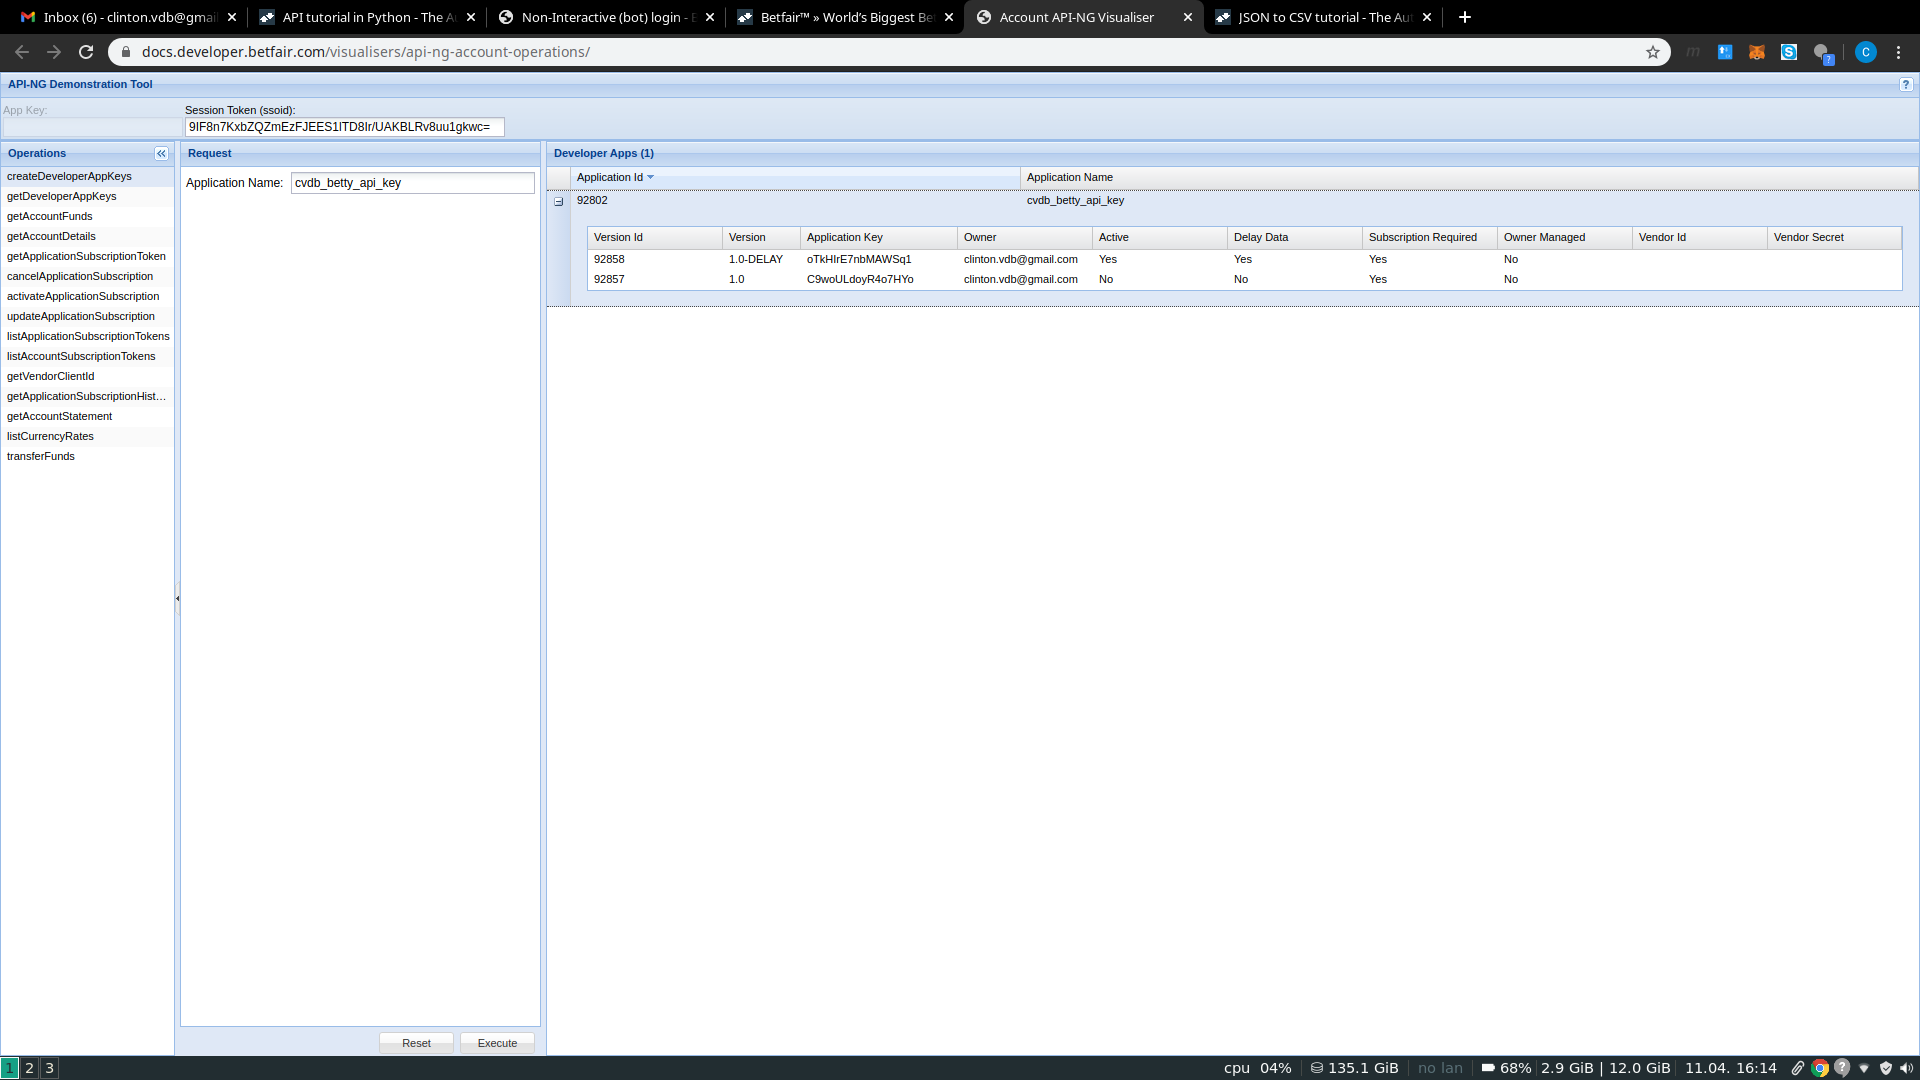 Inbox (6) - clinton.vdb@gmai
API tutorial in Python - The Au
Non-Interactive (bot) login -
Betfair™ » World's Biggest Be
Account API-NG Visualiser
JSON to CSV tutorial - The Aut
docs.developer.betfair.com/visualisers/api-ng-account-operations/
API-NG Demonstration Tool
App Key:
Session Token (ssoid):
9IF8n7KxbZQZmEzFJEES1ITD8Ir/UAKBLRv8uu1gkwc=
Operations
createDeveloperAppKeys
getDeveloperAppKeys
getAccountFunds
getAccountDetails
getApplicationSubscriptionToken
cancelApplicationSubscription
activateApplicationSubscription
updateApplicationSubscription
listApplicationSubscriptionTokens
listAccountSubscriptionTokens
getVendorClientId
getApplicationSubscriptionHist...
getAccountStatement
listCurrencyRates
transferFunds
Request
Application Name: cvdb_betty_api_key
Reset Execute
Developer Apps (1)
Application Id Application Name
92802 cvdb_betty_api_key
Version Id Version Application Key Owner Active Delay Data Subscription Required Owner Managed Vendor Id Vendor Secret
92858 1.0-DELAY oTkHIrE7nbMAWSq1 clinton.vdb@gmail.com Yes Yes Yes No
92857 1.0 C9woULdoyR4o7HYo clinton.vdb@gmail.com No No Yes No
1 2 3
cpu 04% 135.1 GiB no lan 68% 2.9 GiB | 12.0 GiB 11.04. 16:14